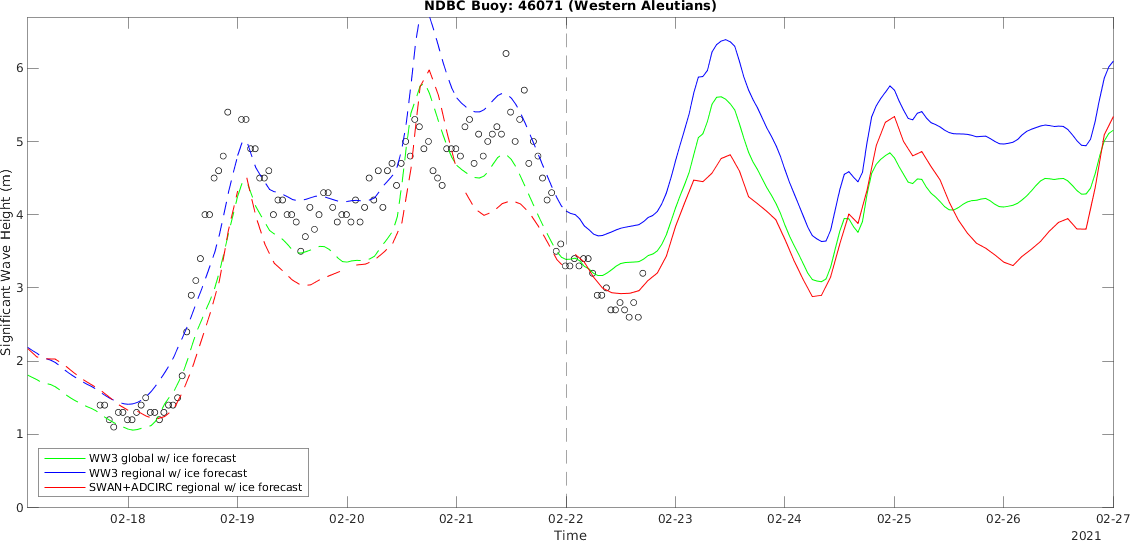 NDBC Buoy: 46071 (Western Aleutians)
Significant Wave Height (m)
6
5
4
3
2
1
0
WW3 global w/ ice forecast
WW3 regional w/ ice forecast
SWAN+ADCIRC regional w/ ice forecast
02-18 02-19 02-20 02-21 02-22 02-23 02-24 02-25 02-26 02-27
Time
2021